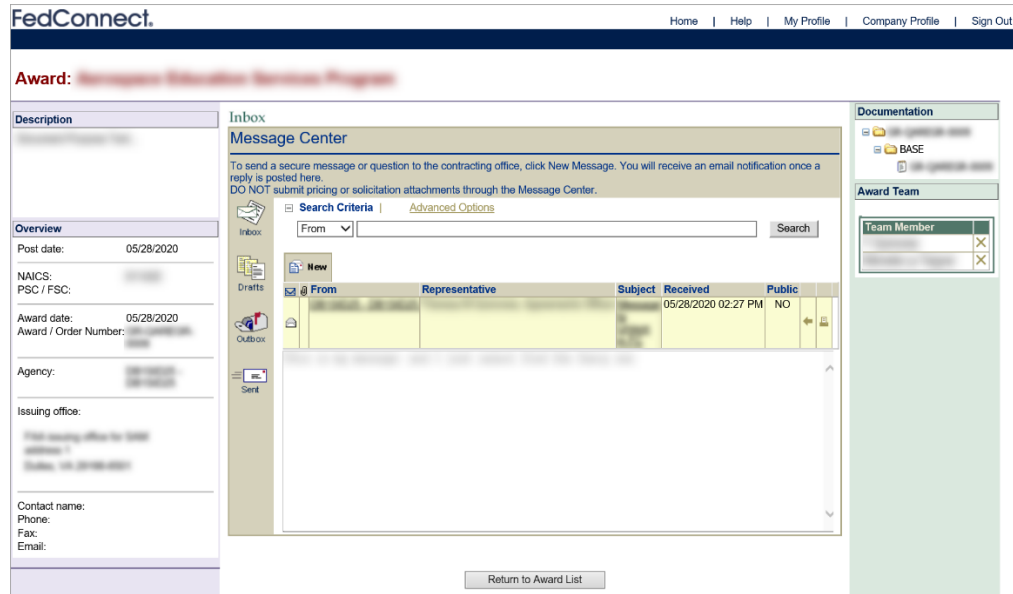 FedConnect.
Home | Help | My Profile | Company Profile | Sign Out
Award:
Description
Overview
Post date: 05/28/2020
NAICS:
PSC / FSC:
Award date: 05/28/2020
Award / Order Number:
Agency:
Issuing office:
Contact name:
Phone:
Fax:
Email:
Inbox
Message Center
To send a secure message or question to the contracting office, click New Message. You will receive an email notification once a
reply is posted here.
DO NOT submit pricing or solicitation attachments through the Message Center.
Inbox
Drafts
Outbox
Sent
Search Criteria | Advanced Options
From Search
New
From Representative Subject Received Public
05/28/2020 02:27 PM NO
Return to Award List
Documentation
BASE
Award Team
Team Member